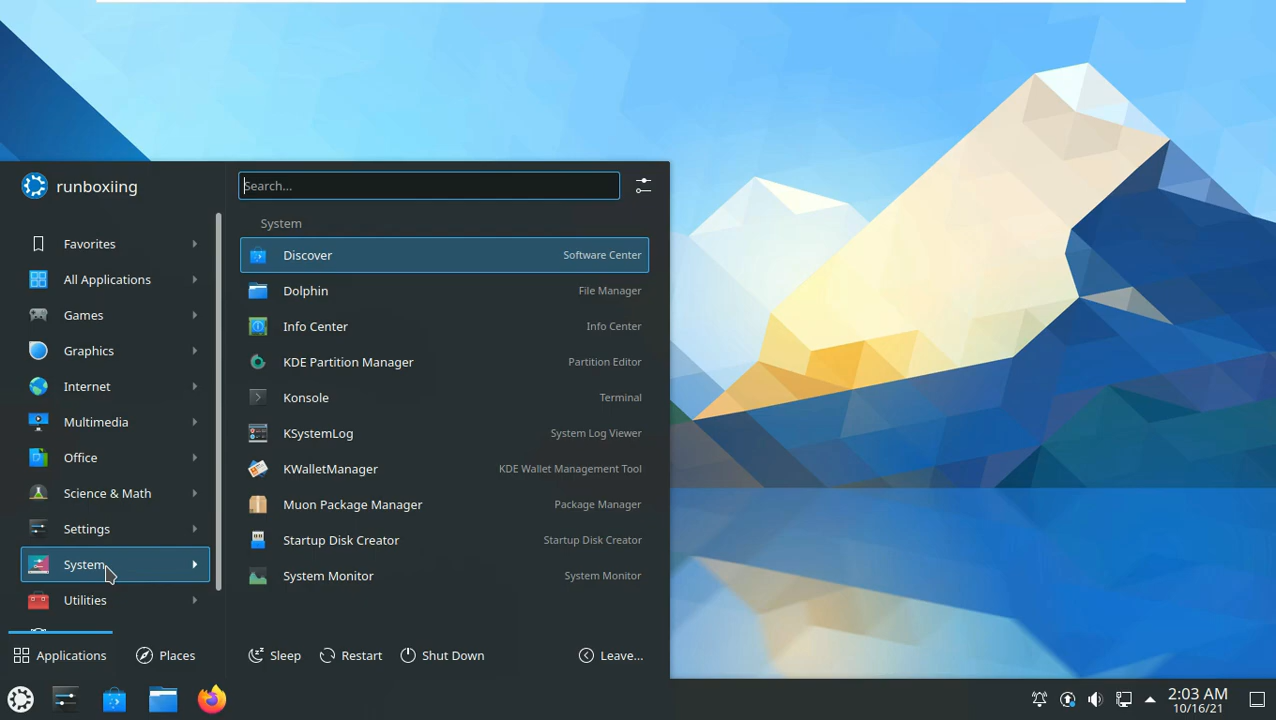 runboxiing
Search...
Favorites
All Applications
Games
Graphics
Internet
Multimedia
Office
Science & Math
Settings
System
Utilities
System
Discover Software Center
Dolphin File Manager
Info Center Info Center
KDE Partition Manager Partition Editor
Konsole Terminal
KSystemLog System Log Viewer
KWalletManager KDE Wallet Management Tool
Muon Package Manager Package Manager
Startup Disk Creator Startup Disk Creator
System Monitor System Monitor
Applications Places Sleep Restart Shut Down Leave...
2:03 AM
10/16/21